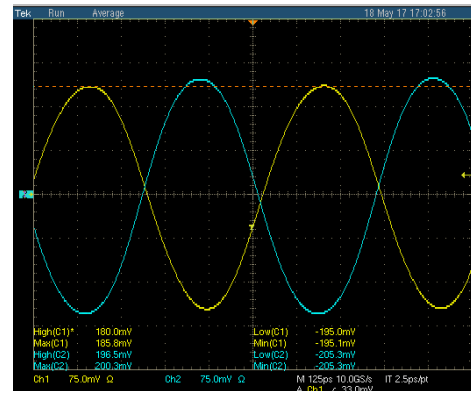 Tek Run Average 18 May 17 17:02:56
T
High(C1)* 180.0mV Low(C1) -195.0mV
Max(C1) 185.8mV Min(C1) -195.1mV
High(C2) 196.5mV Low(C2) -205.3mV
Max(C2) 200.3mV Min(C2) -205.3mV
Ch1 75.0mV Ω Ch2 75.0mV Ω M 125ps 10.0GS/s IT 2.5ps/pt
A Ch1 33.0mV